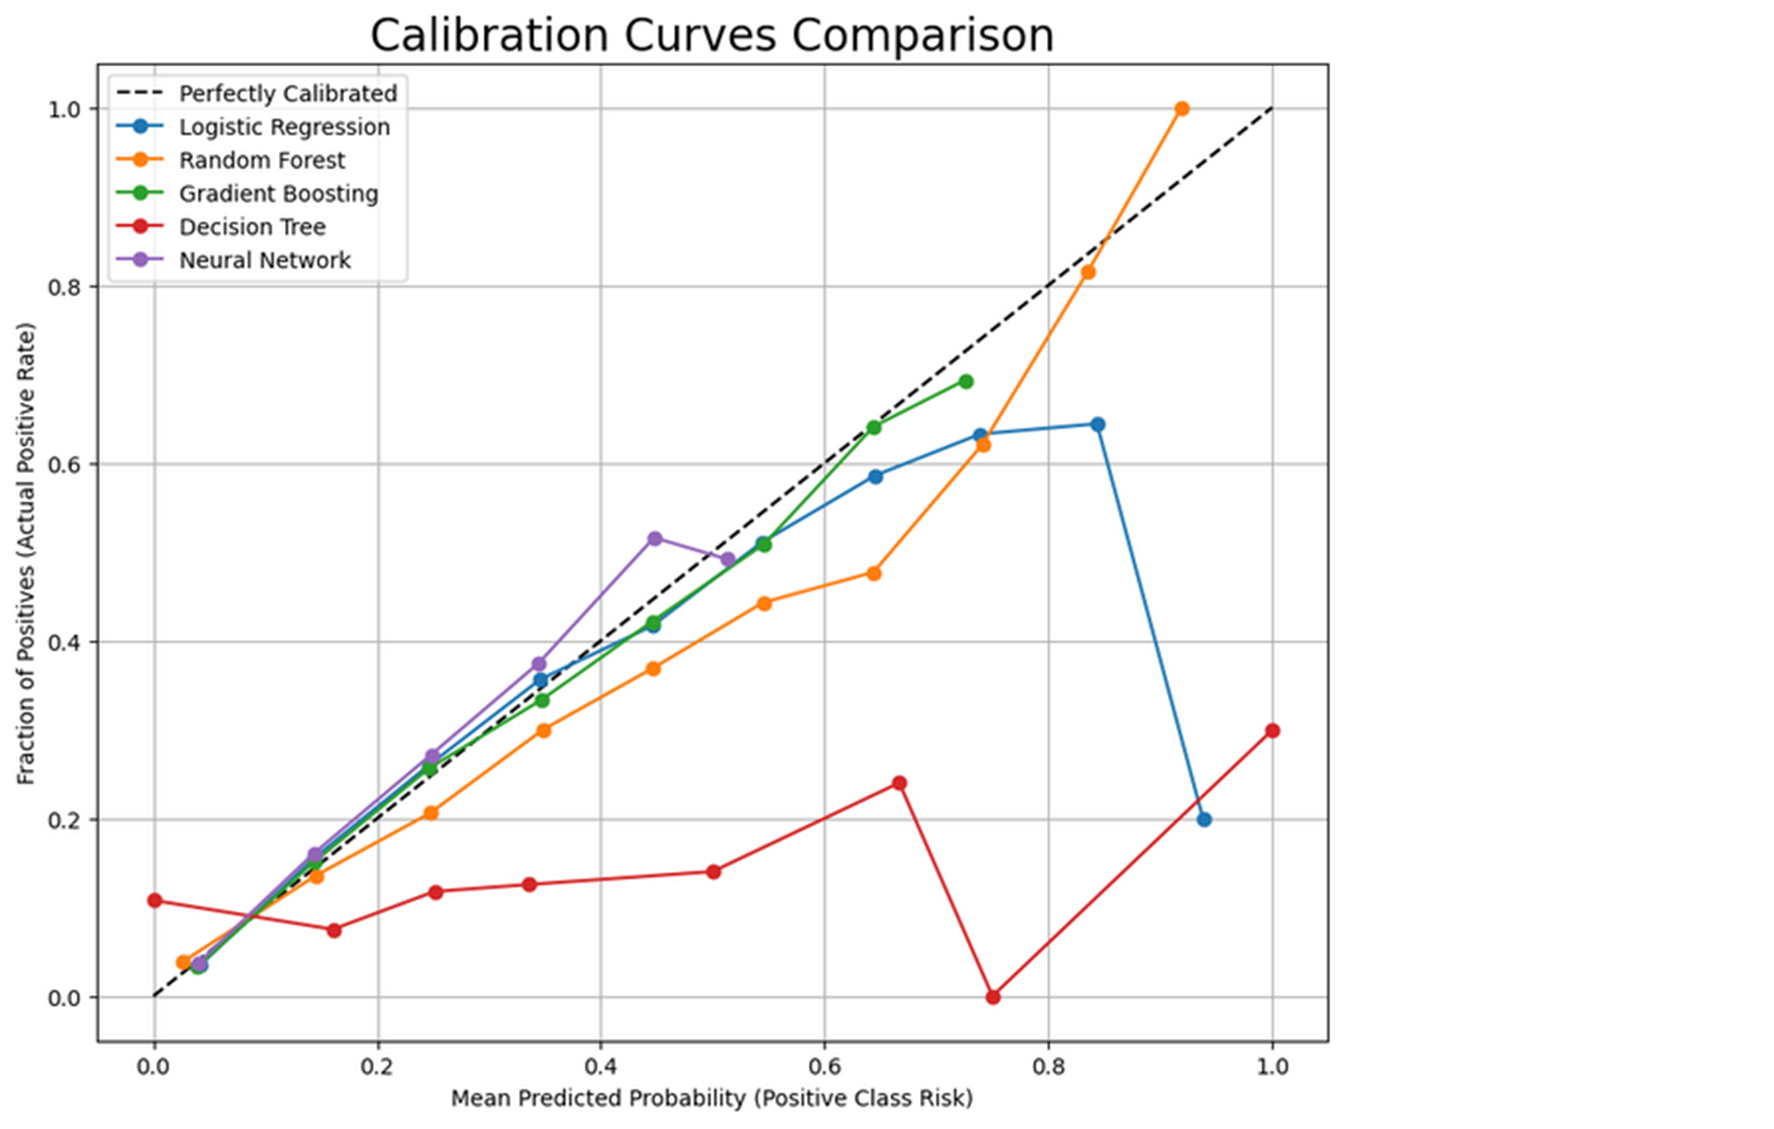 Calibration Curves Comparison
Perfectly Calibrated
Logistic Regression
Random Forest
Gradient Boosting
Decision Tree
Neural Network
Fraction of Positives (Actual Positive Rate)
1.0
0.8
0.6
0.4
0.2
0.0
0.0 0.2 0.4 0.6 0.8 1.0
Mean Predicted Probability (Positive Class Risk)